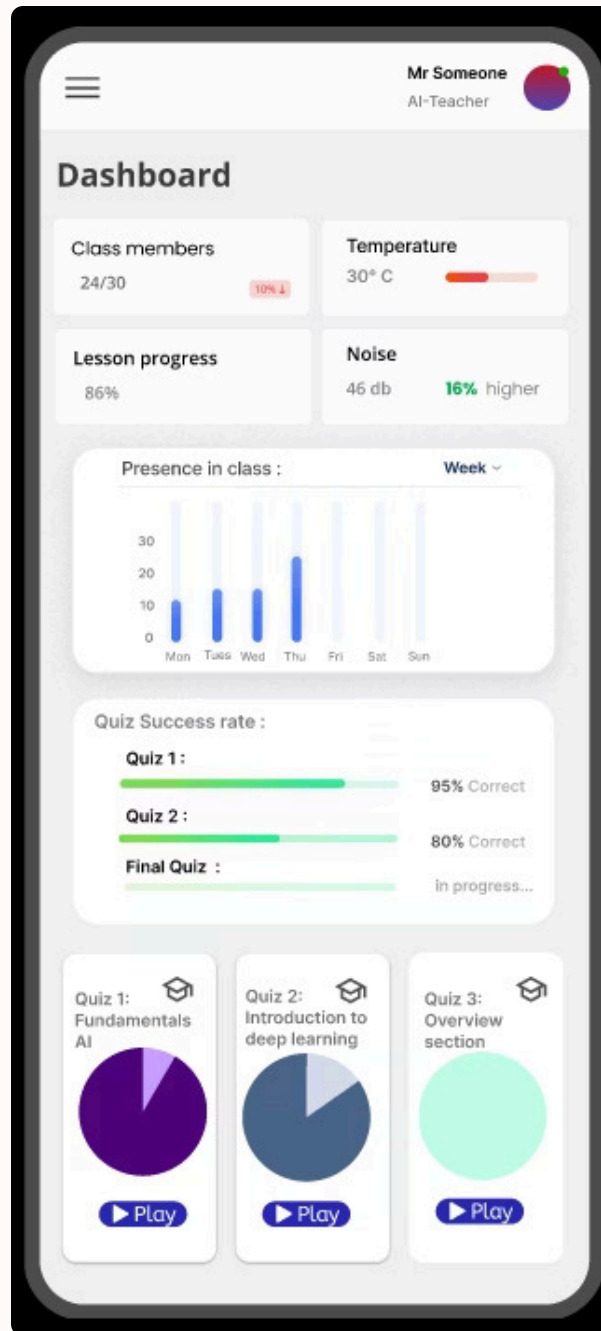 Mr Someone
AI-Teacher
Dashboard
Class members
24/30
10% ↓
Temperature
30° C
Lesson progress
86%
Noise
46 db 16% higher
Presence in class :
Week
30
20
10
0
Mon Tues Wed Thu Fri Sat Sun
Quiz Success rate :
Quiz 1 :
95% Correct
Quiz 2 :
80% Correct
Final Quiz :
in progress...
Quiz 1:
Fundamentals
AI
Play
Quiz 2:
Introduction to
deep learning
Play
Quiz 3:
Overview
section
Play